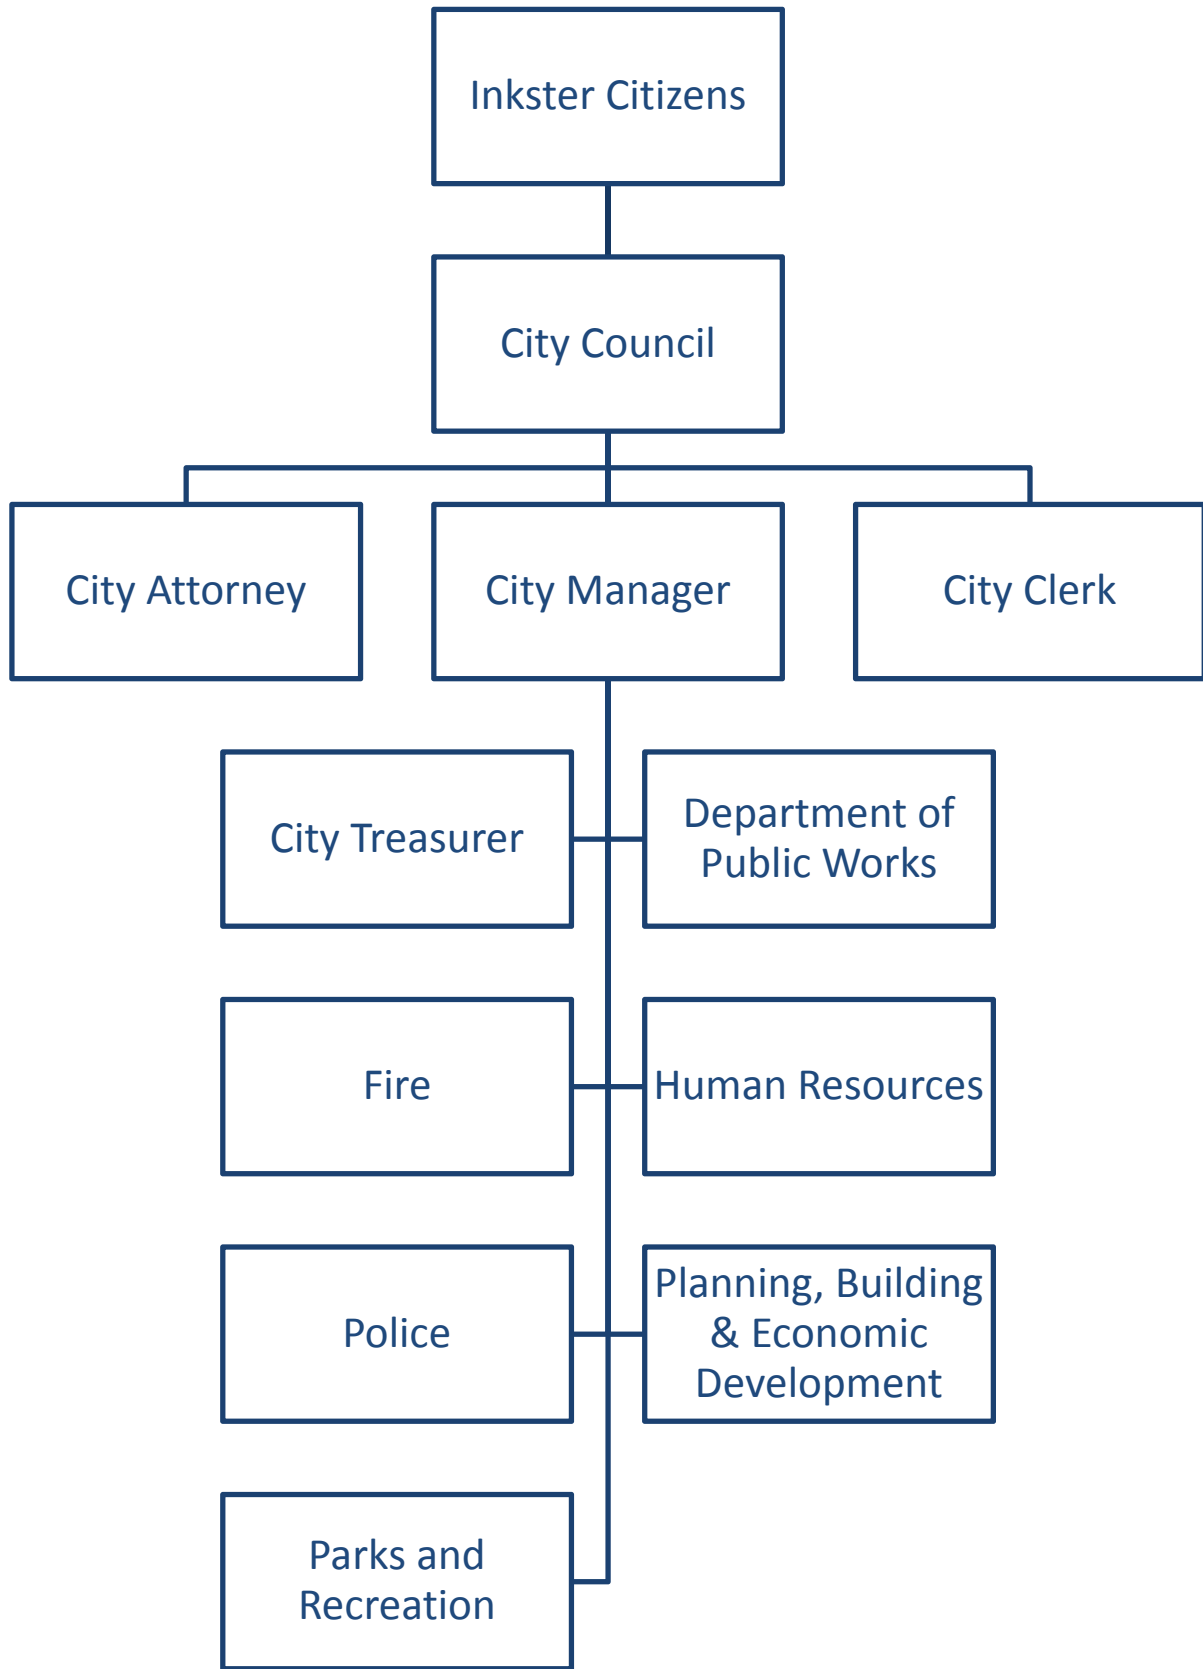 Inkster Citizens
City Council
City Attorney
City Manager
City Clerk
City Treasurer
Department of
Public Works
Fire
Human Resources
Police
Planning, Building
& Economic
Development
Parks and
Recreation